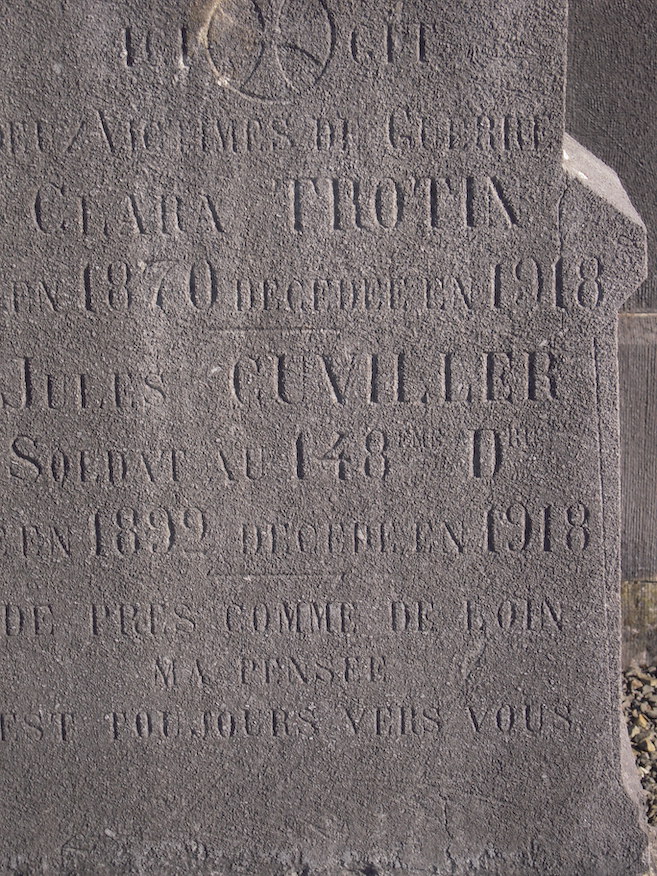 ICI GIT
DEUX VICTIMES DE GUERRE
CLARA TROTIN
EN 1870 DECEDEE EN 1918
JULES CUVILLER
SOLDAT AU 148EME D
EN 1892 DECEDE EN 1918
DE PRES COMME DE LOIN
MA PENSEE
EST TOUJOURS VERS VOUS